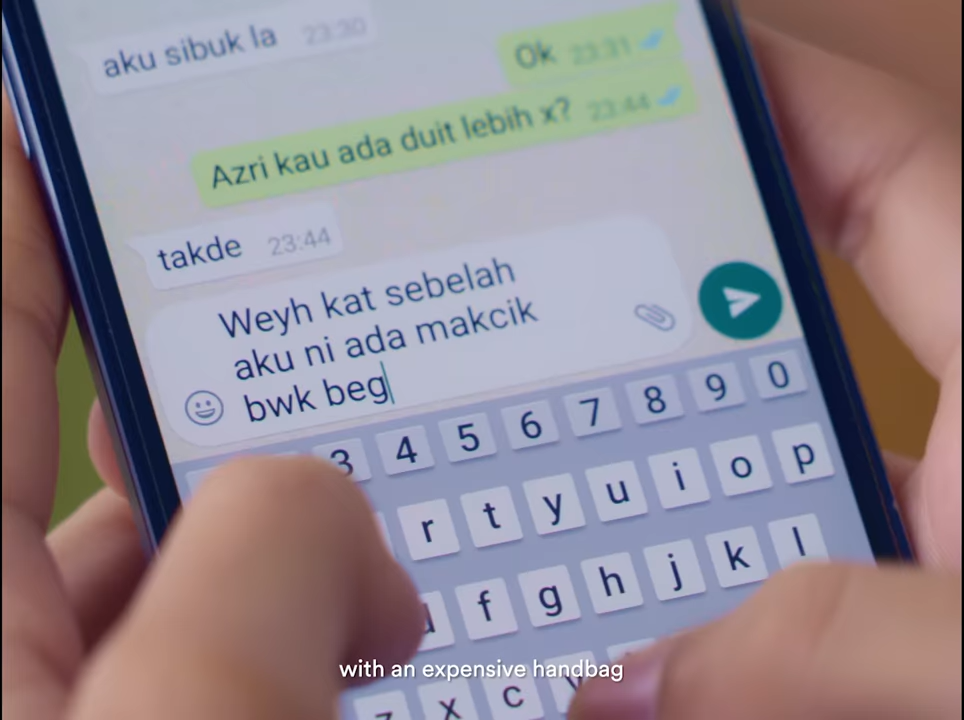 aku sibuk la 23:30
Ok 23:31
Azri kau ada duit lebih x? 23:44
takde 23:44
Weyh kat sebelah
aku ni ada makcik
bwk beg
3 4 5 6 7 8 9 0
r t y u i o p
f g h j k l
z x c v
with an expensive handbag